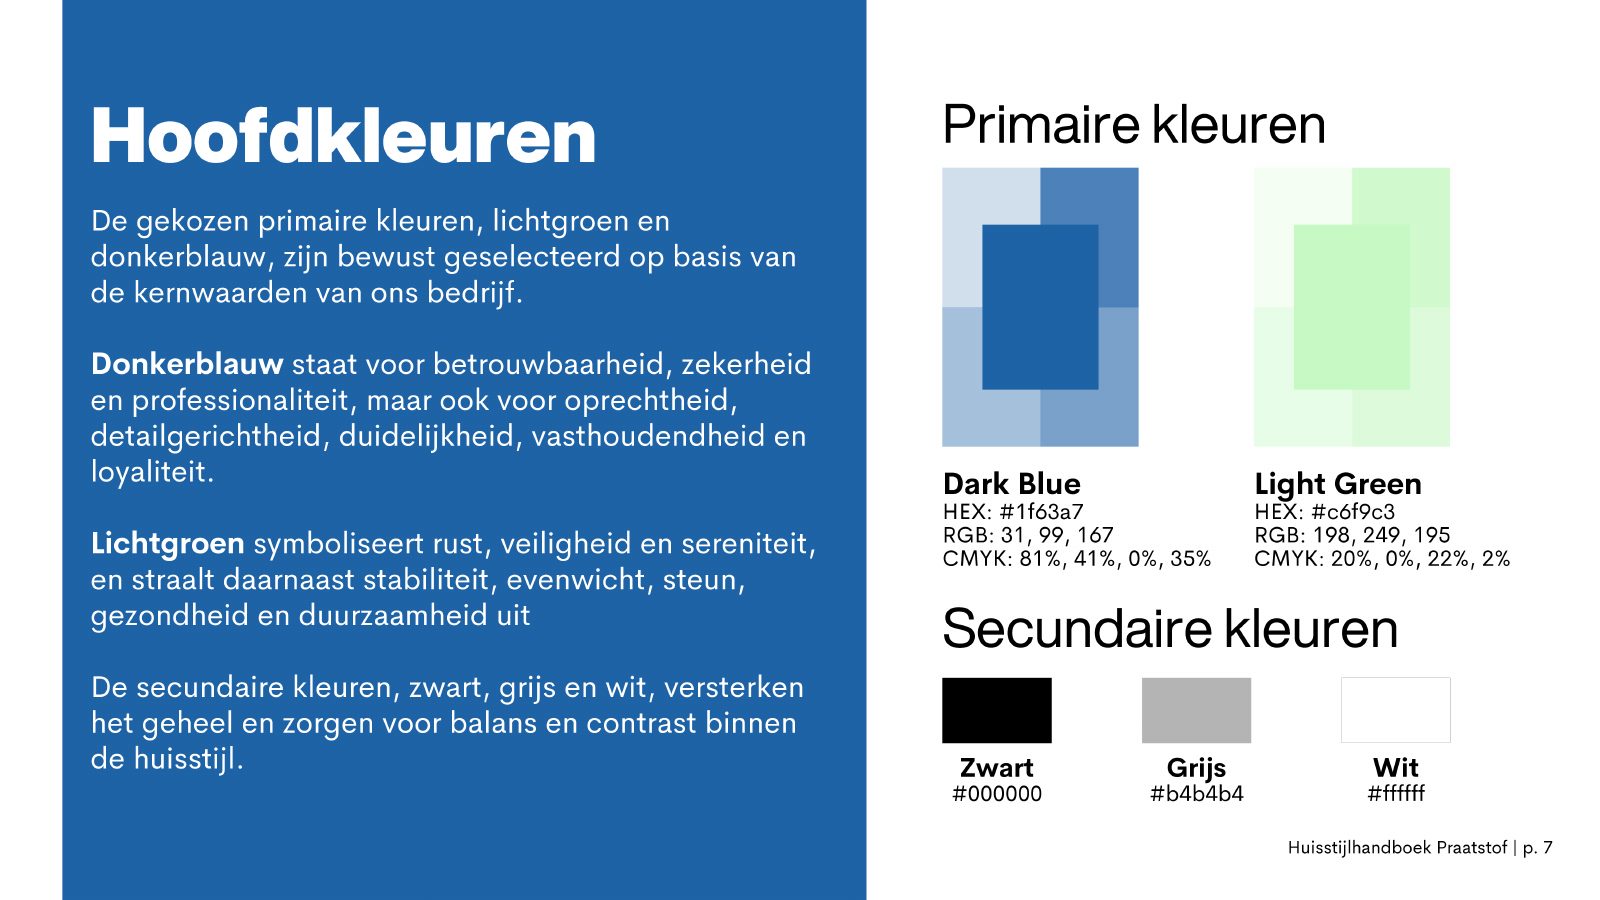 Hoofdkleuren
De gekozen primaire kleuren, lichtgroen en
donkerblauw, zijn bewust geselecteerd op basis van
de kernwaarden van ons bedrijf.
Donkerblauw staat voor betrouwbaarheid, zekerheid
en professionaliteit, maar ook voor oprechtheid,
detailgerichtheid, duidelijkheid, vasthoudendheid en
loyaliteit.
Lichtgroen symboliseert rust, veiligheid en sereniteit,
en straalt daarnaast stabiliteit, evenwicht, steun,
gezondheid en duurzaamheid uit
De secundaire kleuren, zwart, grijs en wit, versterken
het geheel en zorgen voor balans en contrast binnen
de huisstijl.
Primaire kleuren
Dark Blue
HEX: #1f63a7
RGB: 31, 99, 167
CMYK: 81%, 41%, 0%, 35%
Light Green
HEX: #c6f9c3
RGB: 198, 249, 195
CMYK: 20%, 0%, 22%, 2%
Secundaire kleuren
Zwart
#000000
Grijs
#b4b4b4
Wit
#ffffff
Huisstijlhandboek Praatstof | p. 7